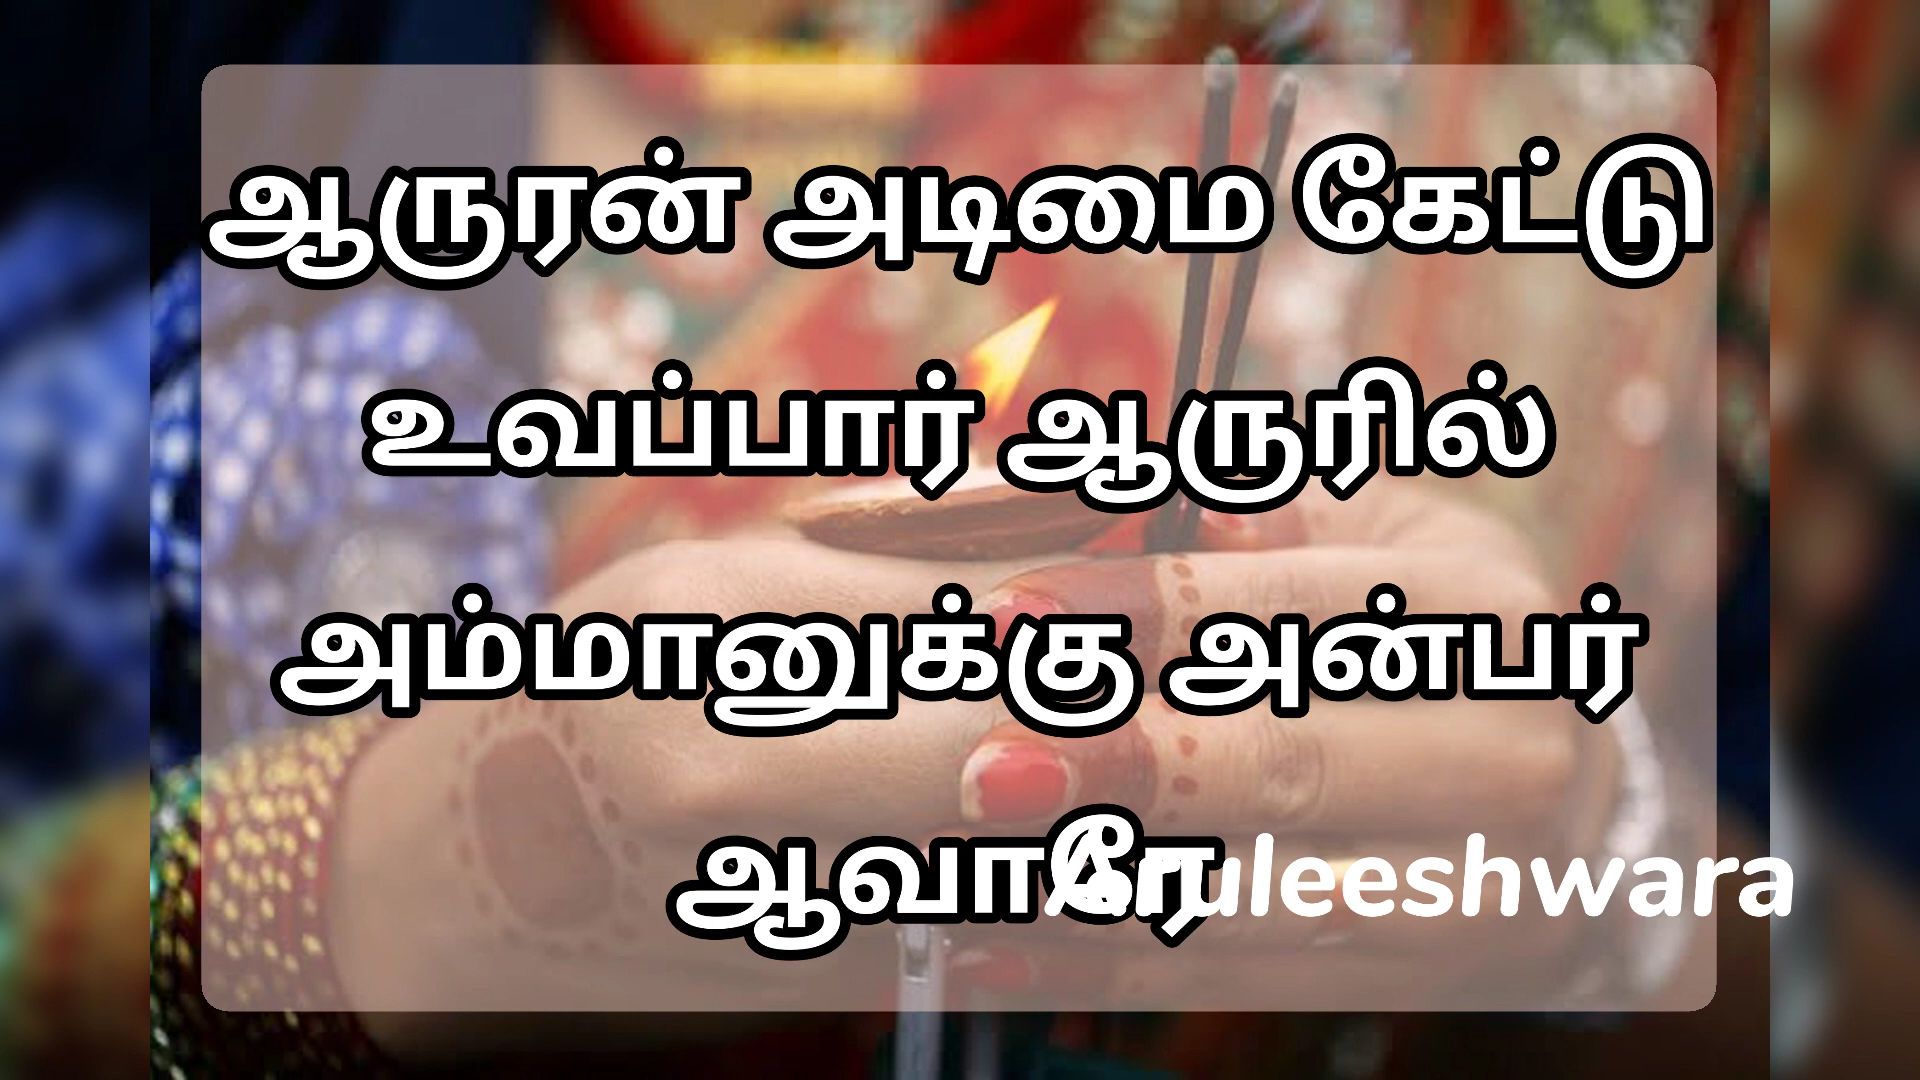 ஆருரன் அடிமை கேட்டு
உவப்பார் ஆருரில்
அம்மானுக்கு அன்பர்
ஆவாரே
Aruleeshwara